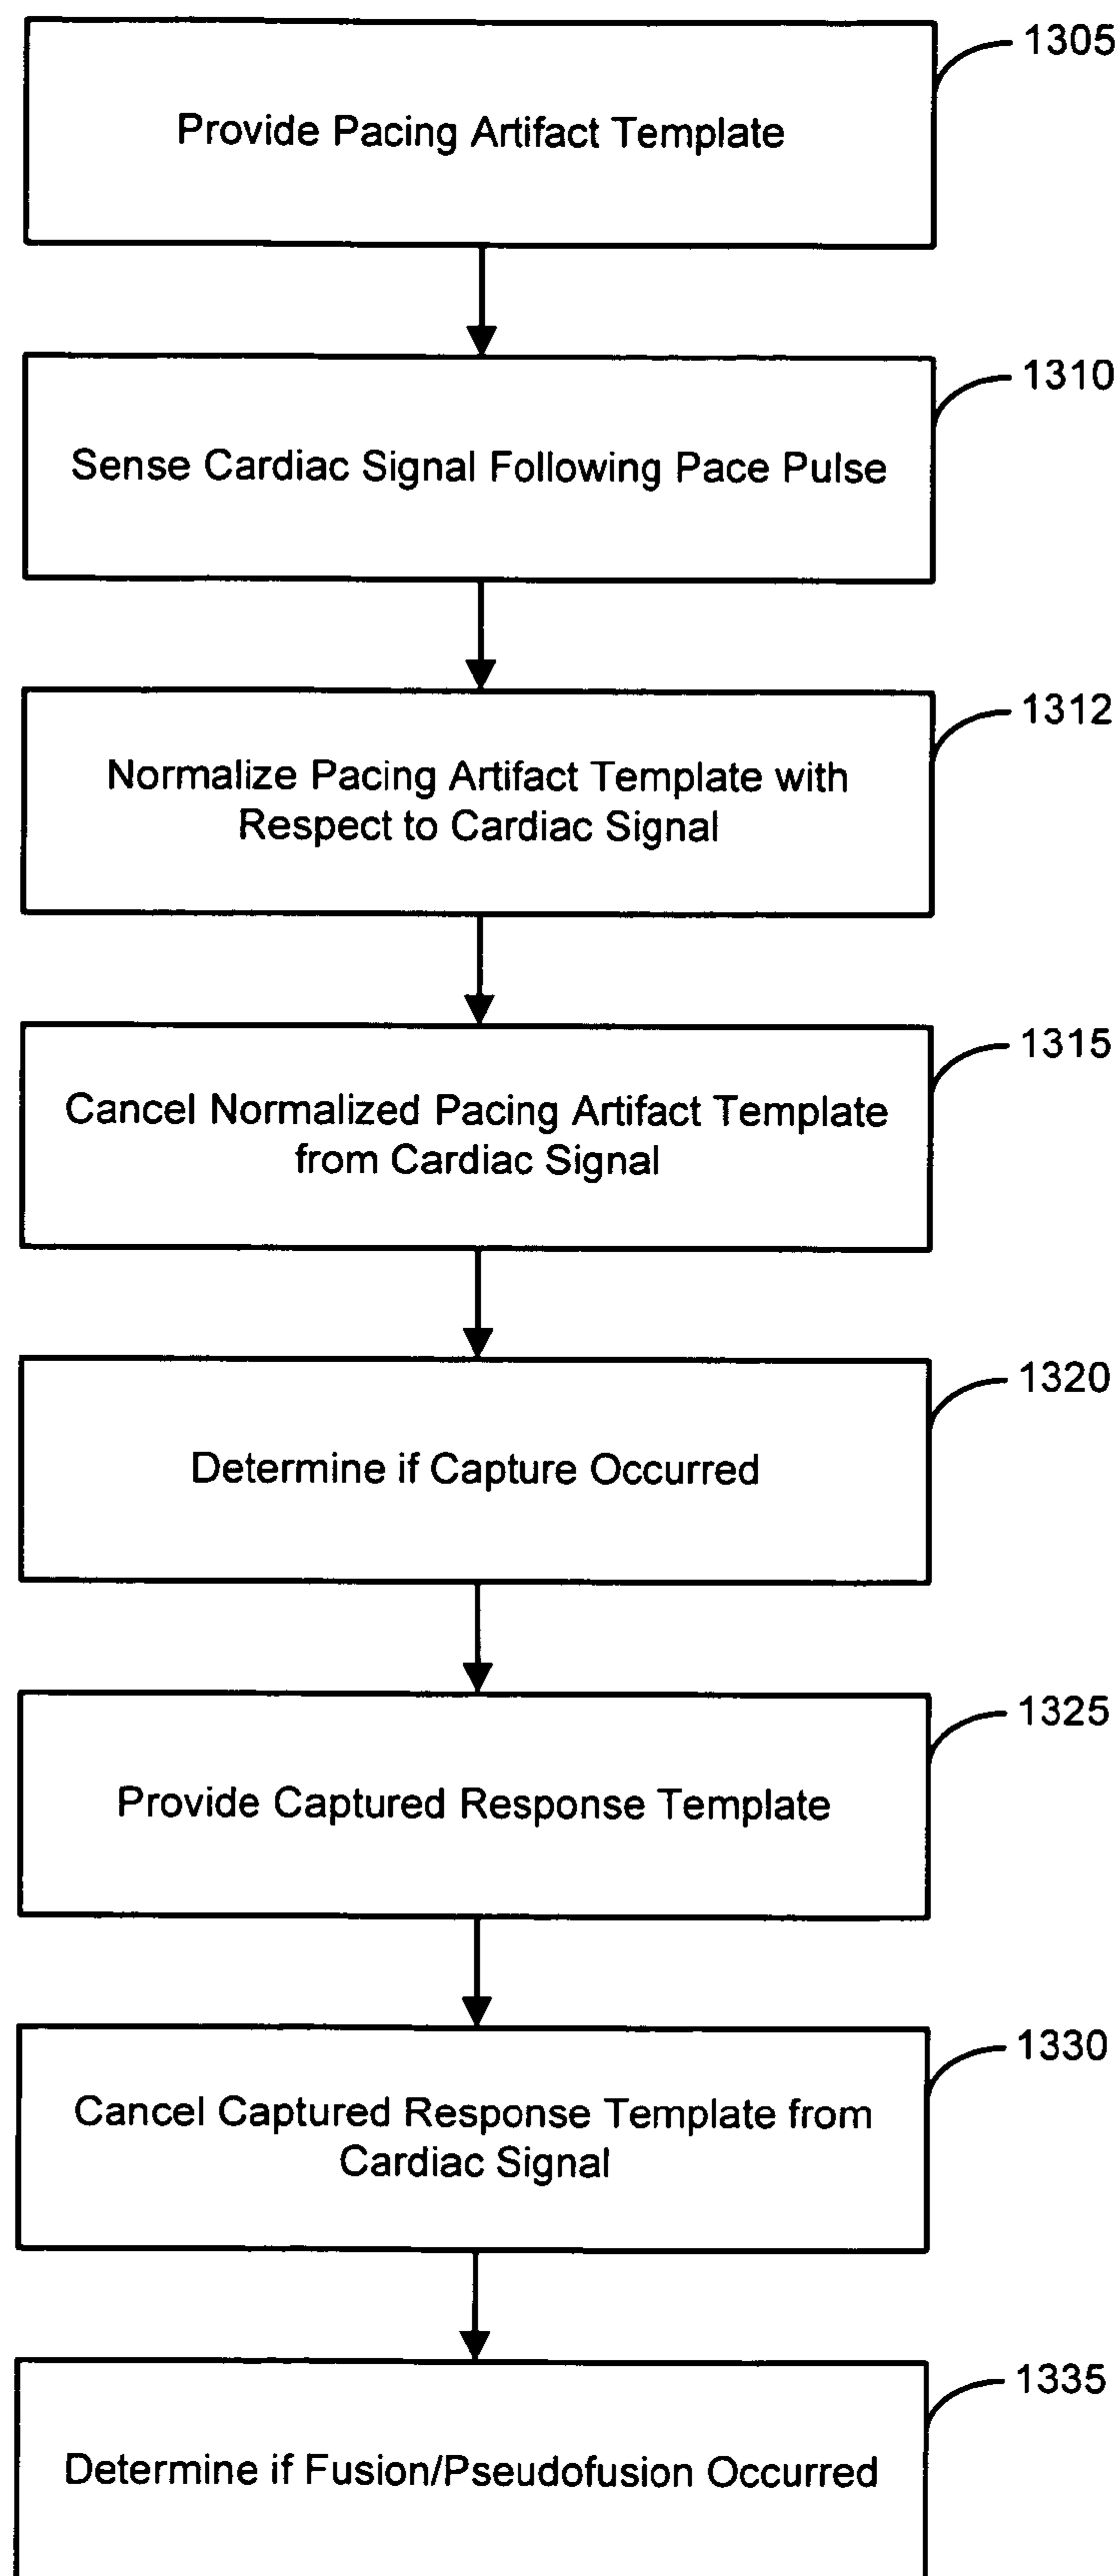 1305
Provide Pacing Artifact Template
1310
Sense Cardiac Signal Following Pace Pulse
1312
Normalize Pacing Artifact Template with
Respect to Cardiac Signal
1315
Cancel Normalized Pacing Artifact Template
from Cardiac Signal
1320
Determine if Capture Occurred
1325
Provide Captured Response Template
1330
Cancel Captured Response Template from
Cardiac Signal
1335
Determine if Fusion/Pseudofusion Occurred